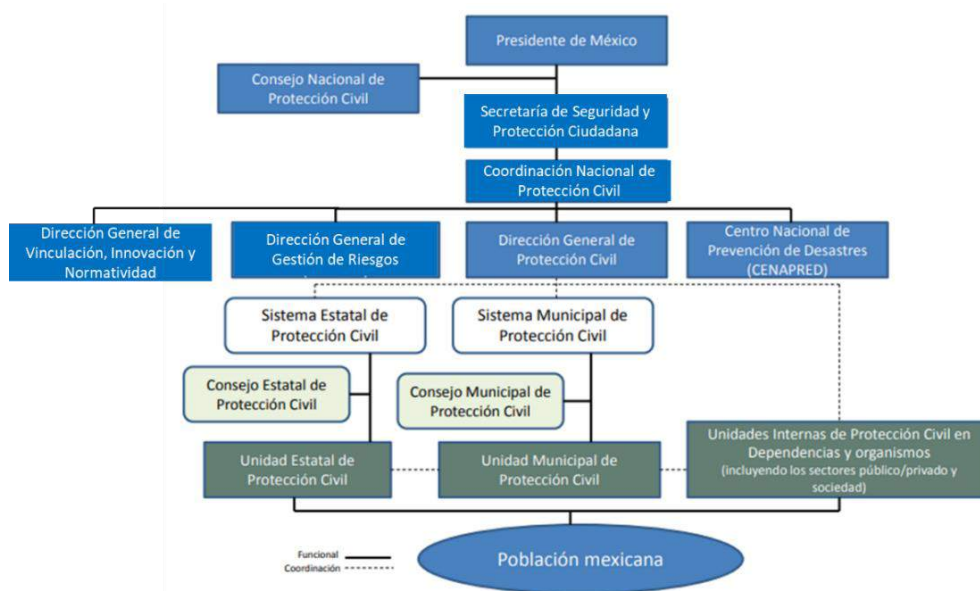 Presidente de México
Consejo Nacional de
Protección Civil
Secretaría de Seguridad y
Protección Ciudadana
Coordinación Nacional de
Protección Civil
Dirección General de
Vinculación, Innovación y
Normatividad
Dirección General de
Gestión de Riesgos
Dirección General de
Protección Civil
Centro Nacional de
Prevención de Desastres
(CENAPRED)
Sistema Estatal de
Protección Civil
Sistema Municipal de
Protección Civil
Consejo Estatal de
Protección Civil
Consejo Municipal de
Protección Civil
Unidad Estatal de
Protección Civil
Unidad Municipal de
Protección Civil
Unidades Internas de Protección Civil en
Dependencias y organismos
(incluyendo los sectores público/privado y
sociedad)
Población mexicana
Funcional
Coordinación